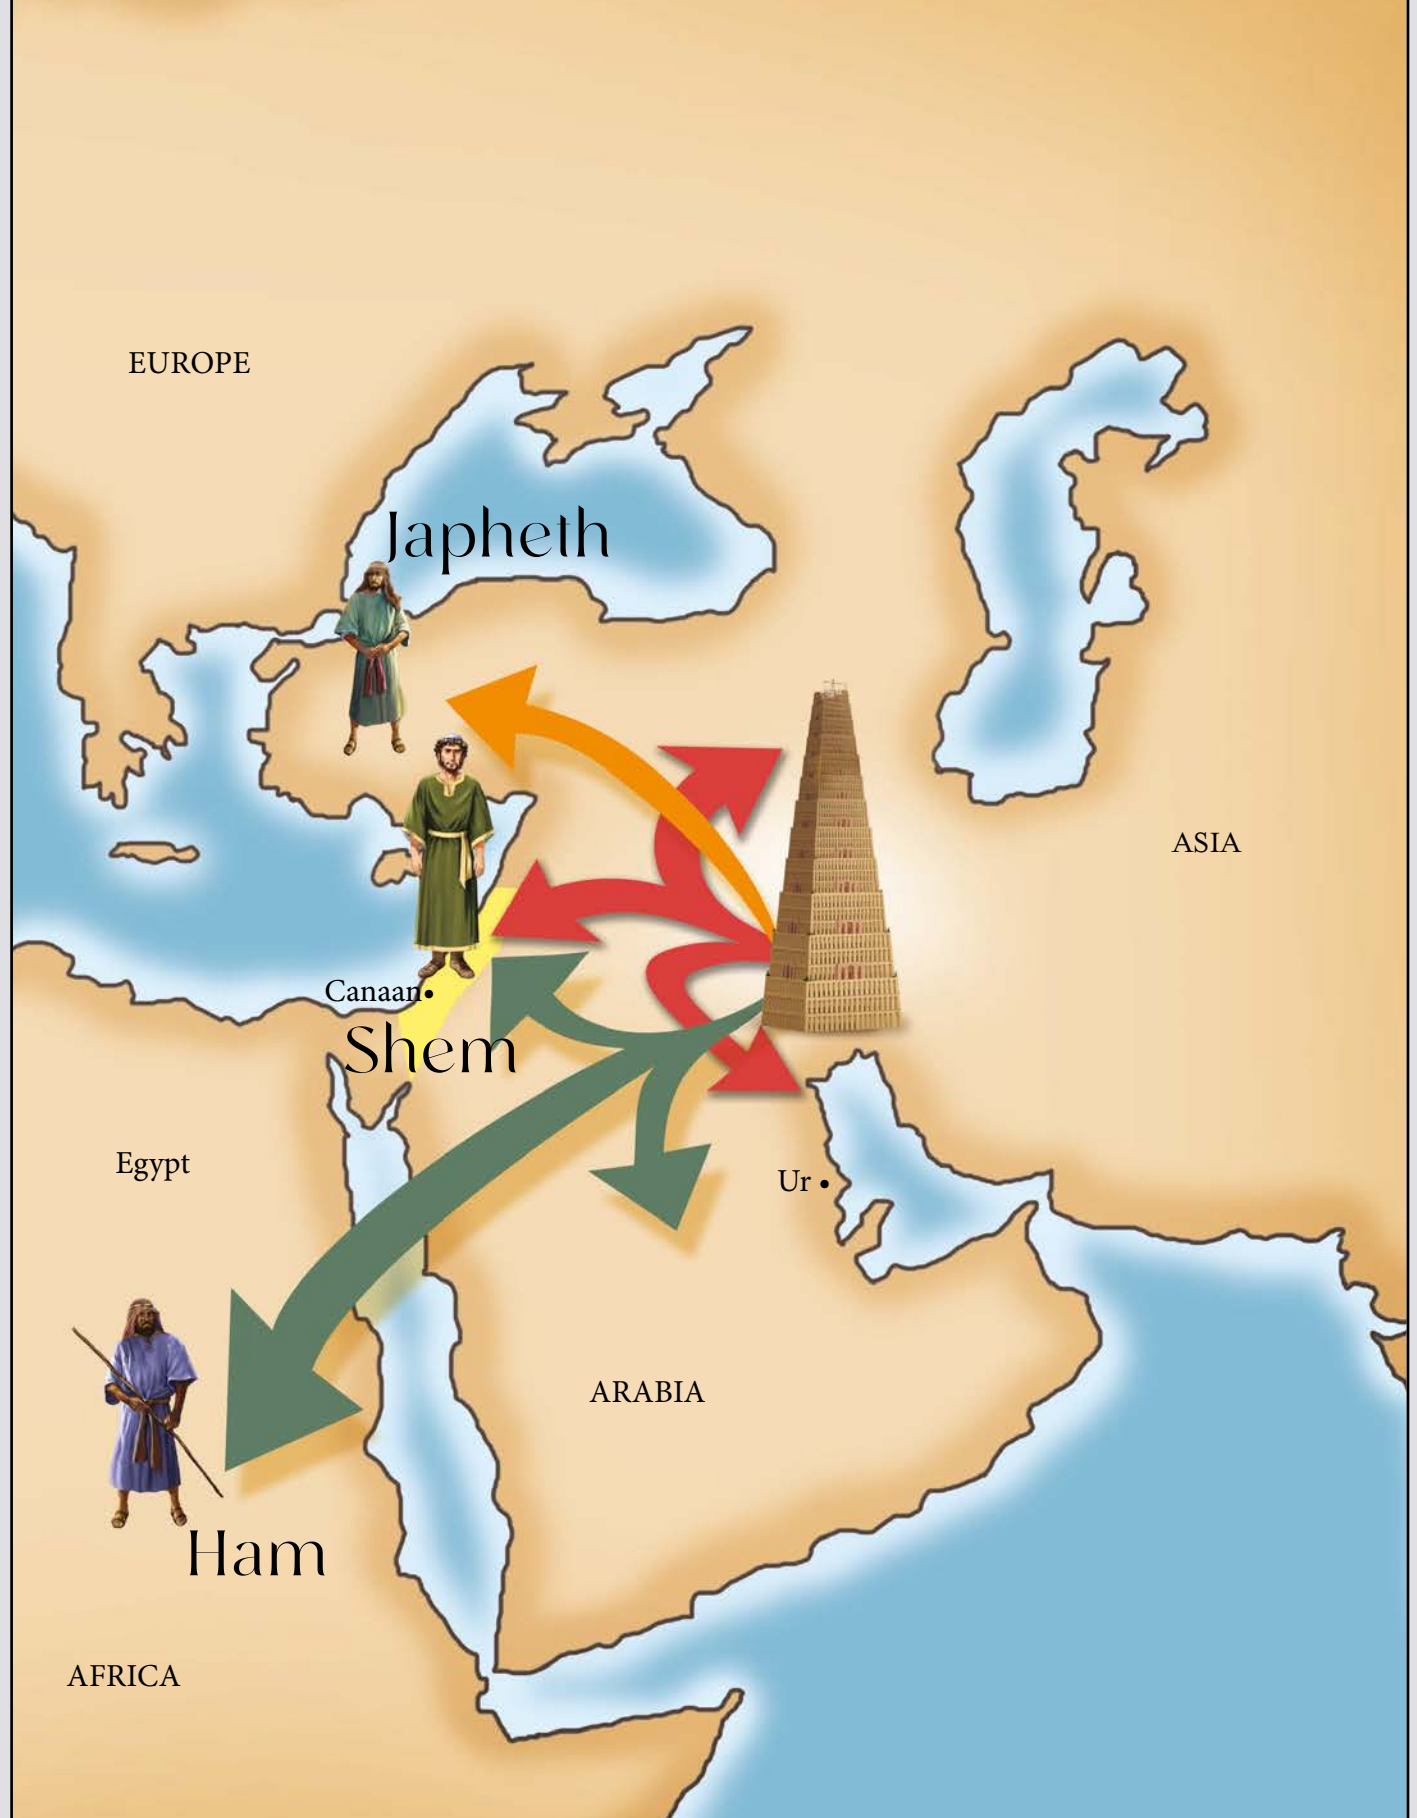 EUROPE
Japheth
ASIA
Canaan
Shem
Egypt
Ur
ARABIA
Ham
AFRICA